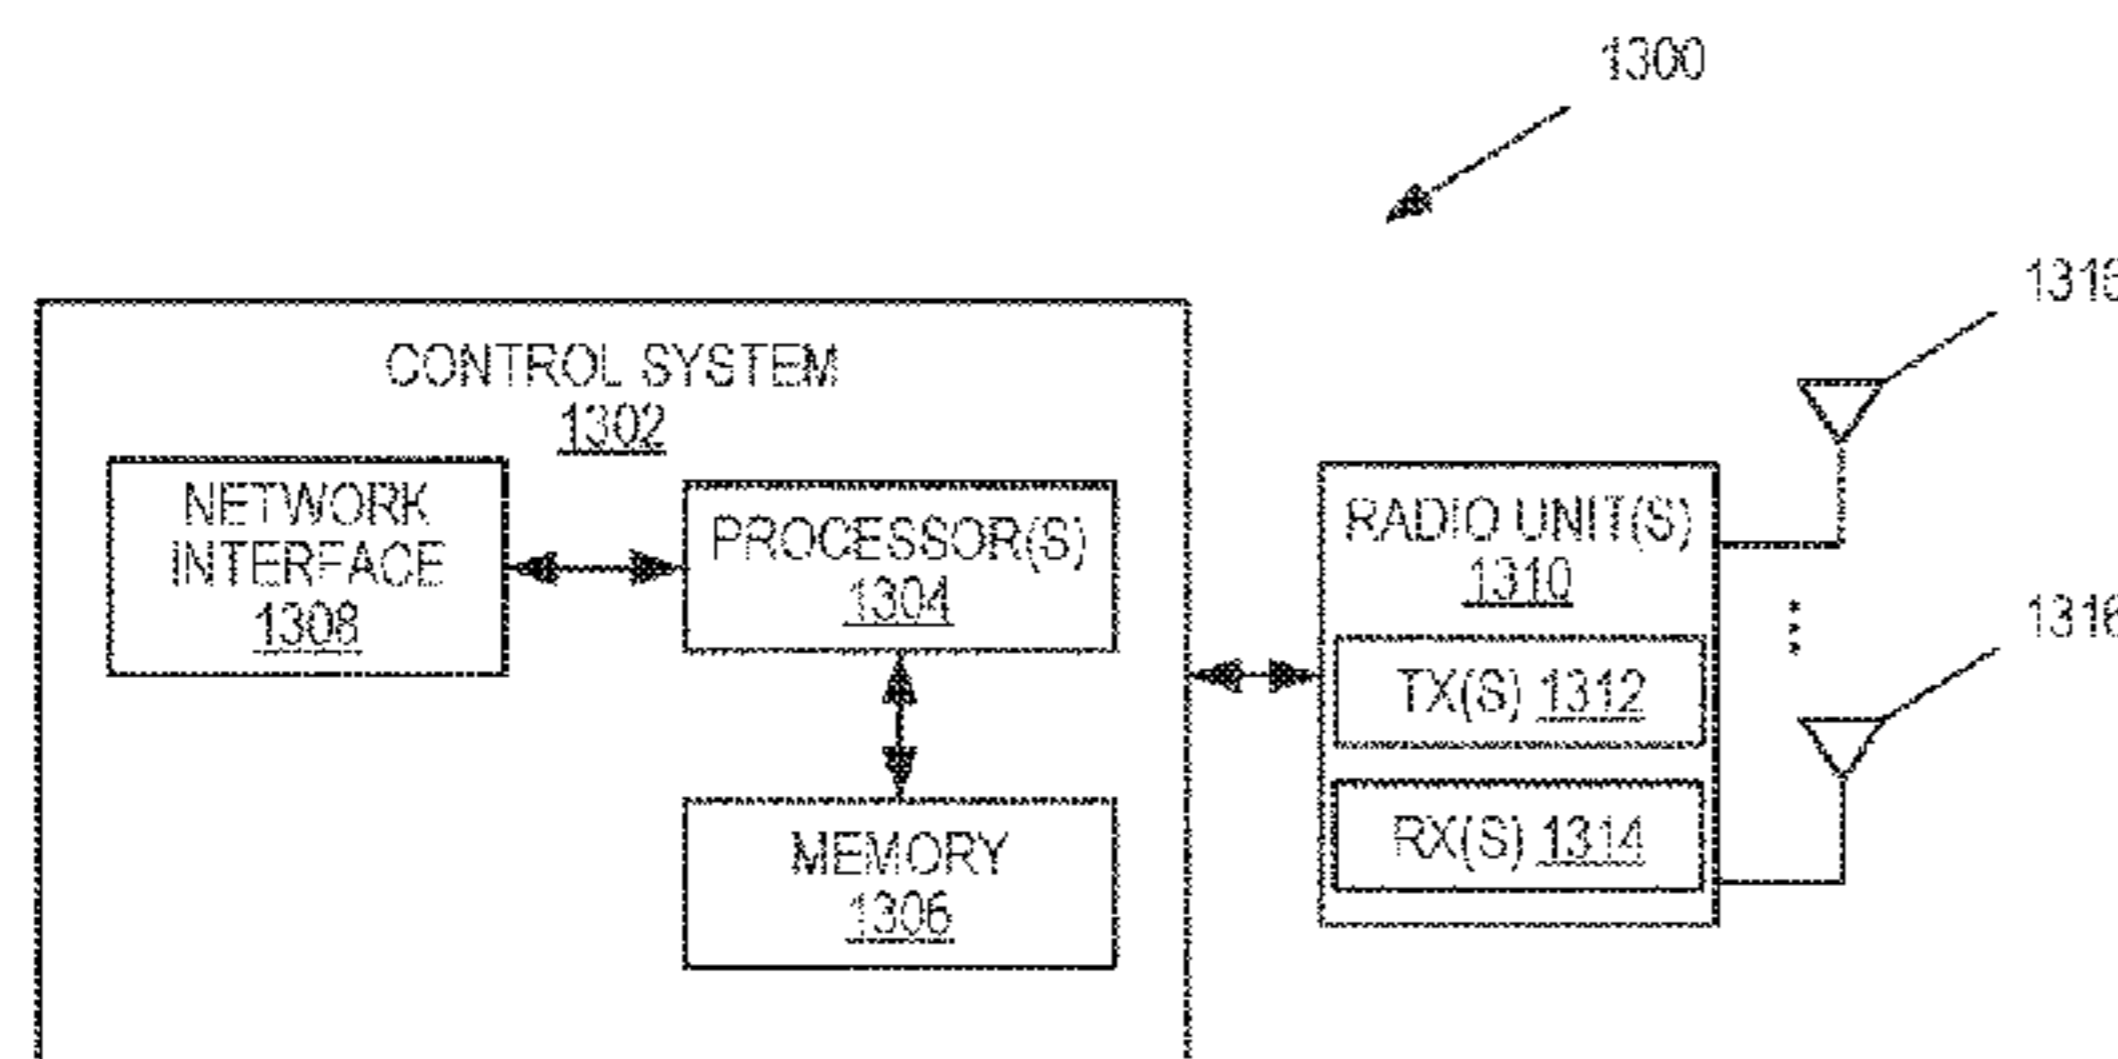 1300
1316
CONTROL SYSTEM
1302
NETWORK
INTERFACE
1308
PROCESSOR(S)
1304
MEMORY
1306
RADIO UNIT(S)
1310
TX(S) 1312
RX(S) 1314
1316